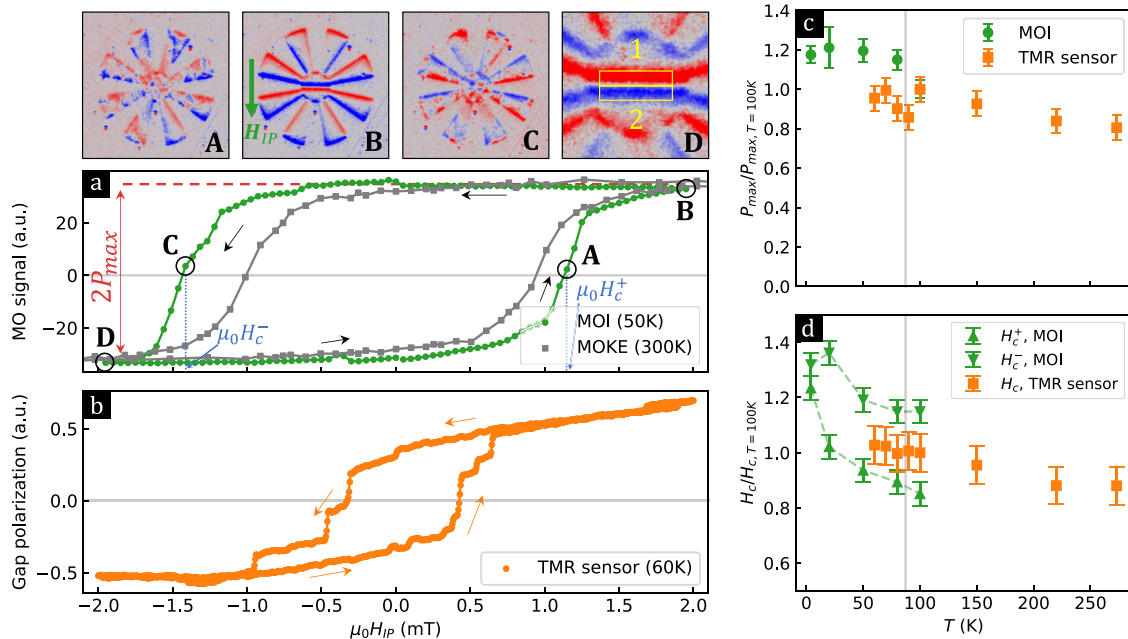 H_IP
A
B
C
1
2
D
a
MO signal (a.u.)
20
0
−20
2P_max
C
B
A
D
μ₀H_c⁻
μ₀H_c⁺
MOI (50K)
MOKE (300K)
b
Gap polarization (a.u.)
0.5
0.0
−0.5
TMR sensor (60K)
−2.0 −1.5 −1.0 −0.5 0.0 0.5 1.0 1.5 2.0
μ₀H_IP (mT)
c
P_max/P_max, T = 100K
1.4
1.2
1.0
0.8
0.6
0.4
0.2
0.0
MOI
TMR sensor
d
H_c/H_c, T = 100K
1.6
1.4
1.2
1.0
0.8
0.6
H_c⁺, MOI
H_c⁻, MOI
H_c, TMR sensor
0 50 100 150 200 250
T (K)